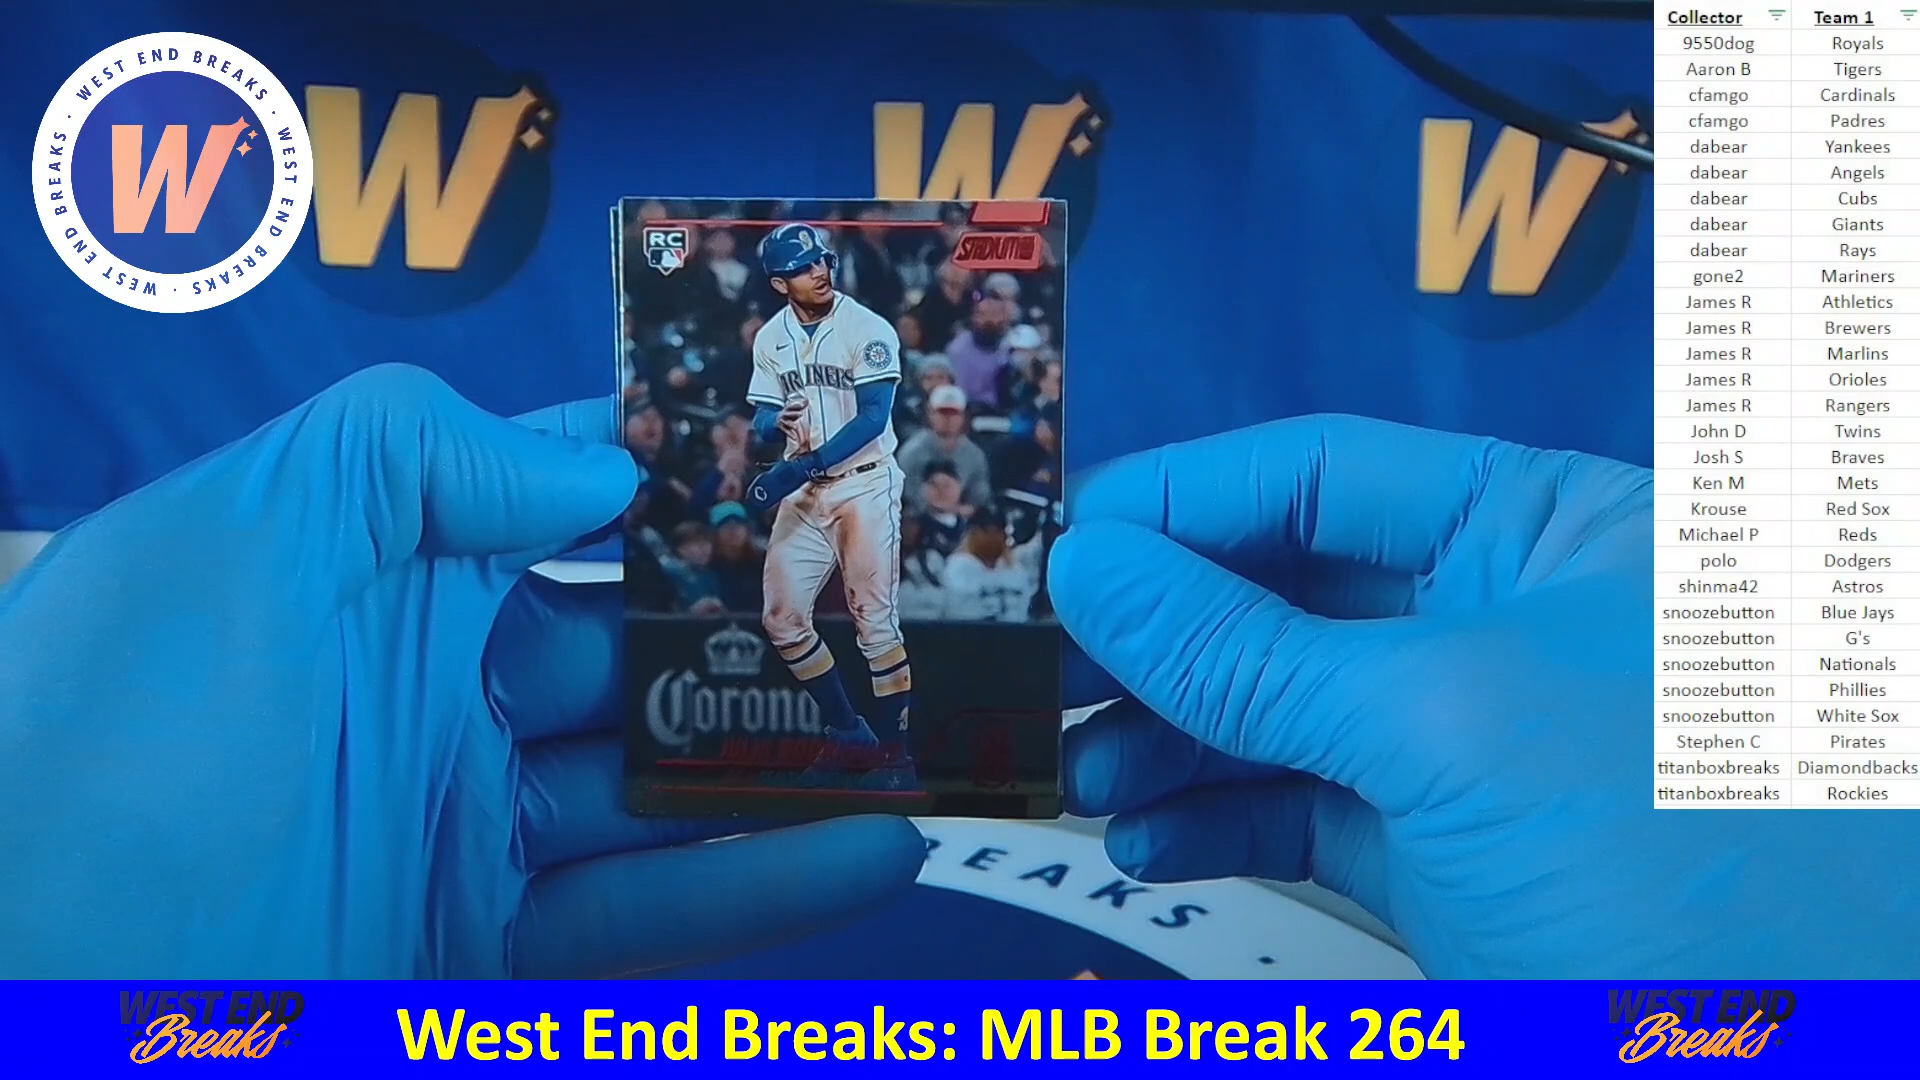 WEST END BREAKS · WEST END BREAKS · WEST END BREAKS ·
W
W
W
W
Collector Team 1
9550dog Royals
Aaron B Tigers
cfamgo Cardinals
cfamgo Padres
dabear Yankees
dabear Angels
dabear Cubs
dabear Giants
dabear Rays
gone2 Mariners
James R Athletics
James R Brewers
James R Marlins
James R Orioles
James R Rangers
John D Twins
Josh S Braves
Ken M Mets
Krouse Red Sox
Michael P Reds
polo Dodgers
shinma42 Astros
snoozebutton Blue Jays
snoozebutton G's
snoozebutton Nationals
snoozebutton Phillies
snoozebutton White Sox
Stephen C Pirates
titanboxbreaks Diamondbacks
titanboxbreaks Rockies
RC
STADIUM
MARINERS
Corona
BREAKS ·
WEST END
Breaks
West End Breaks: MLB Break 264
WEST END
Breaks